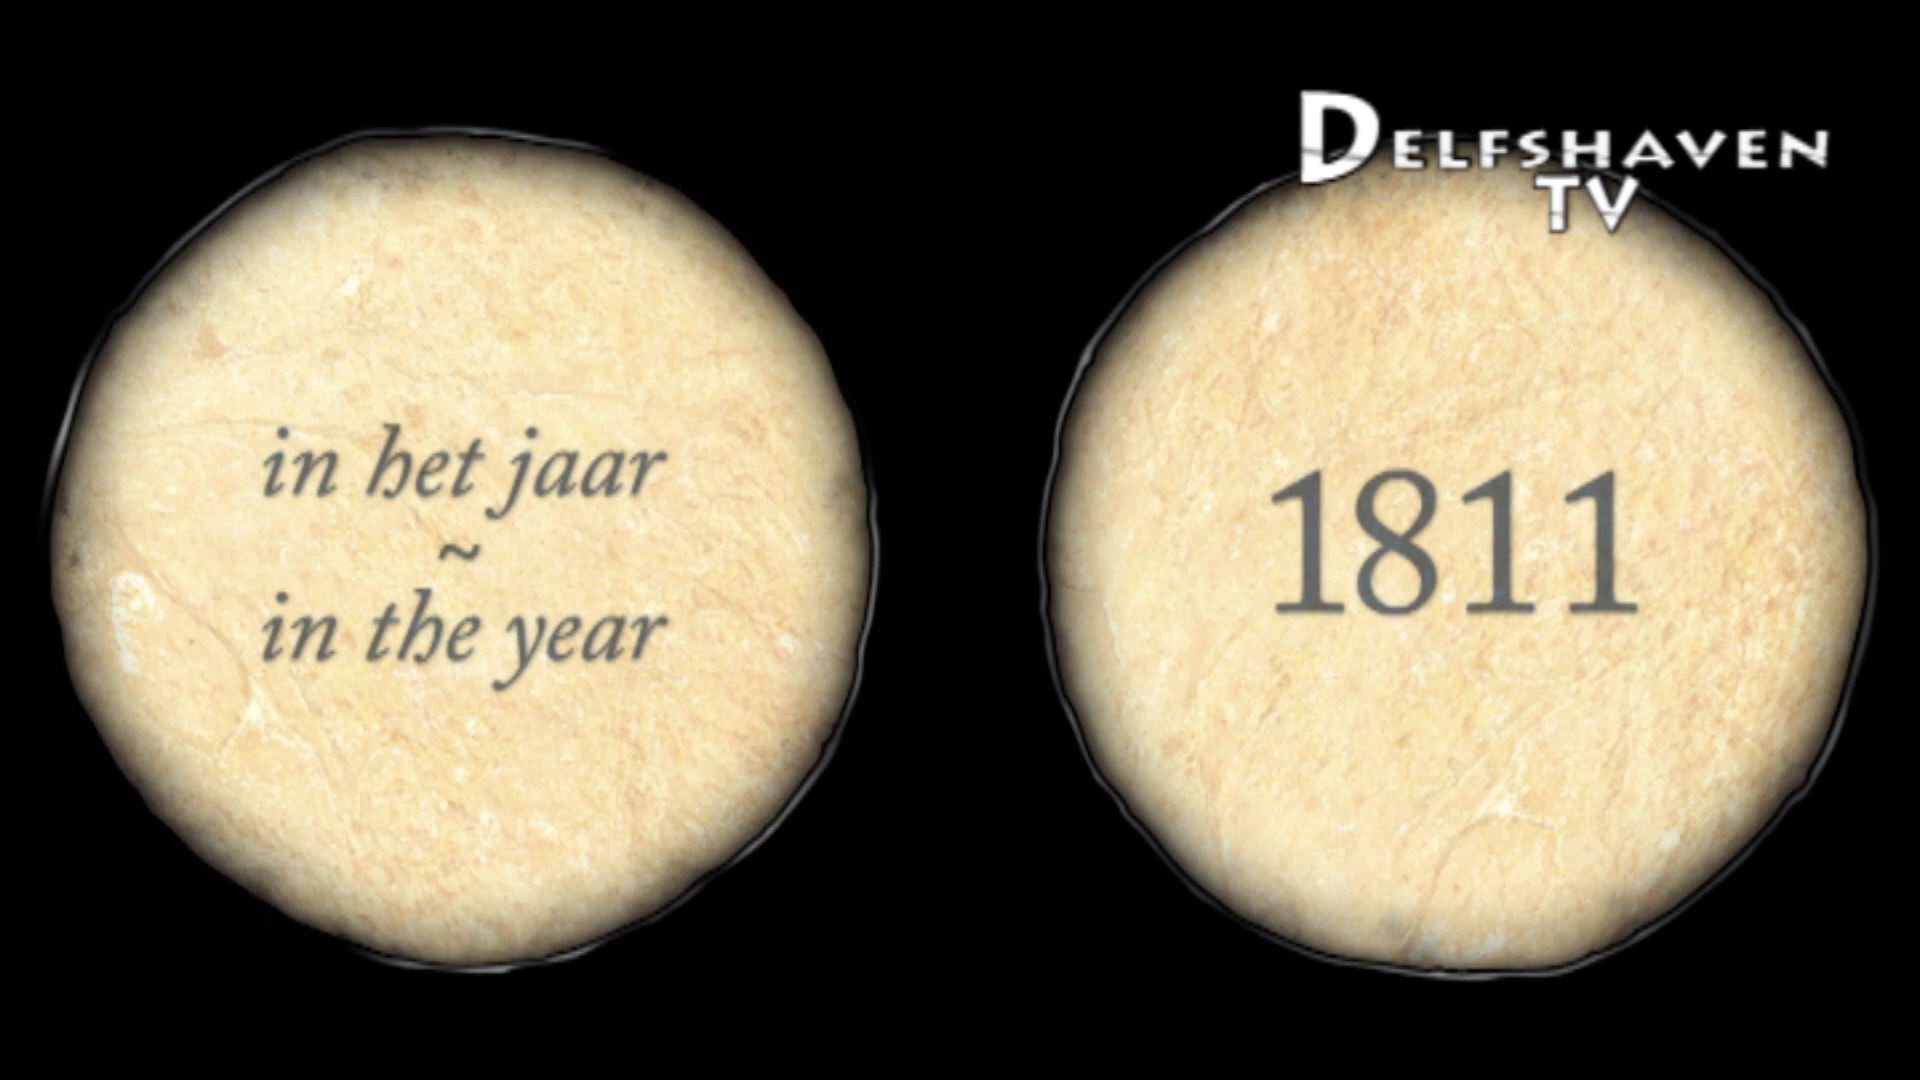 in het jaar
~
in the year
DELFSHAVEN
TV
1811